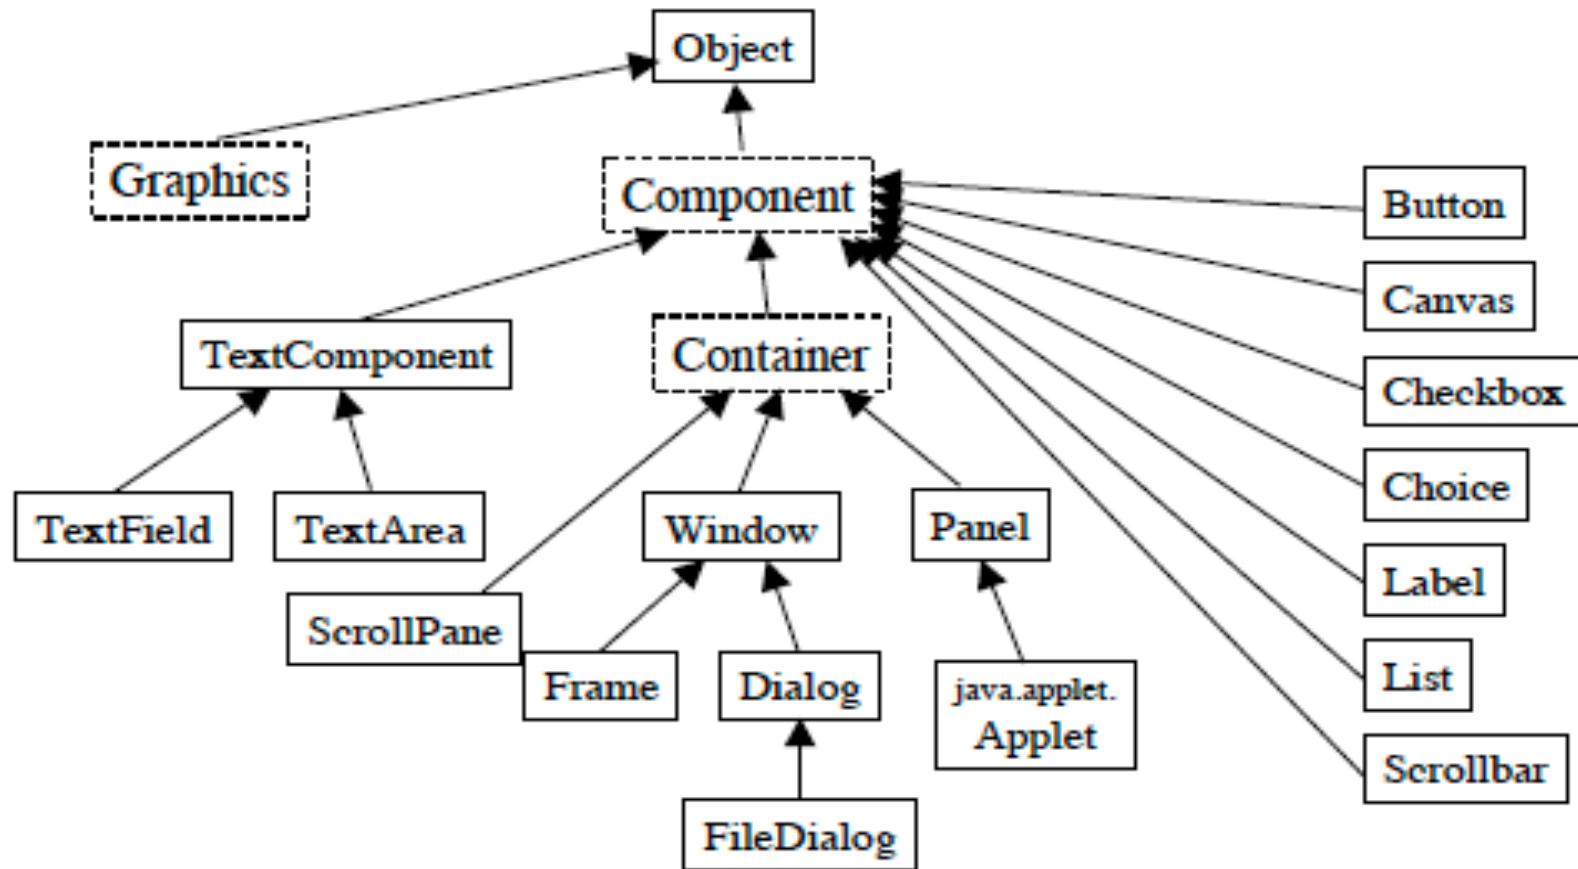 Object
Graphics
Component
Button
Canvas
TextComponent
Container
Checkbox
Choice
TextField
TextArea
Window
Panel
Label
ScrollPane
Frame
Dialog
java.applet.
Applet
List
Scrollbar
FileDialog